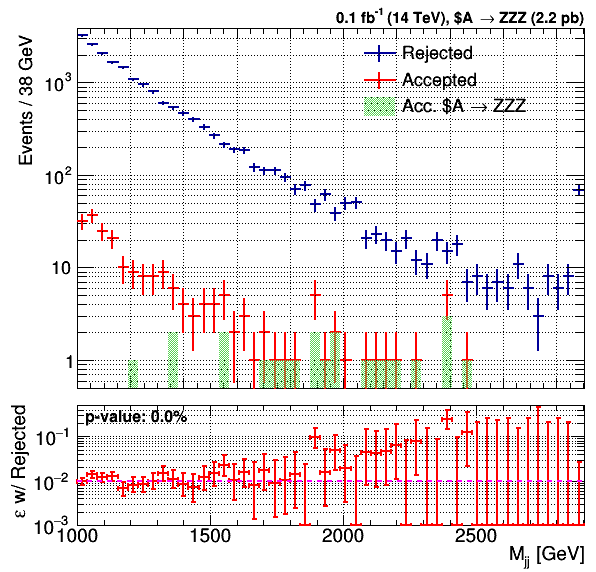 0.1 fb⁻¹ (14 TeV), $A → ZZZ (2.2 pb)
Events / 38 GeV
10³
10²
10
1
Rejected
Accepted
Acc. $A → ZZZ
p-value: 0.0%
ε w/ Rejected
10⁻¹
10⁻²
10⁻³
1000 1500 2000 2500
M_jj [GeV]